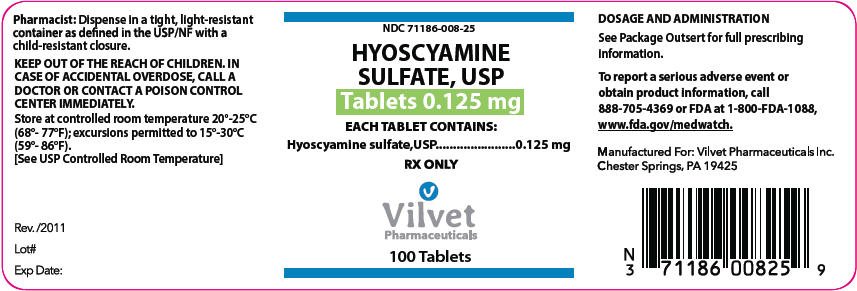 Pharmacist: Dispense in a tight, light-resistant
container as defined in the USP/NF with a
child-resistant closure.
KEEP OUT OF THE REACH OF CHILDREN. IN
CASE OF ACCIDENTAL OVERDOSE, CALL A
DOCTOR OR CONTACT A POISON CONTROL
CENTER IMMEDIATELY.
Store at controlled room temperature 20°-25°C
(68°- 77°F); excursions permitted to 15°-30°C
(59°- 86°F).
[See USP Controlled Room Temperature]
Rev. /2011
Lot#
Exp Date:
NDC 71186-008-25
HYOSCYAMINE
SULFATE, USP
Tablets 0.125 mg
EACH TABLET CONTAINS:
Hyoscyamine sulfate,USP.......................0.125 mg
RX ONLY
Vilvet
Pharmaceuticals
100 Tablets
DOSAGE AND ADMINISTRATION
See Package Outsert for full prescribing
information.
To report a serious adverse event or
obtain product information, call
888-705-4369 or FDA at 1-800-FDA-1088,
www.fda.gov/medwatch.
Manufactured For: Vilvet Pharmaceuticals Inc.
Chester Springs, PA 19425
N
3 71186 00825 9